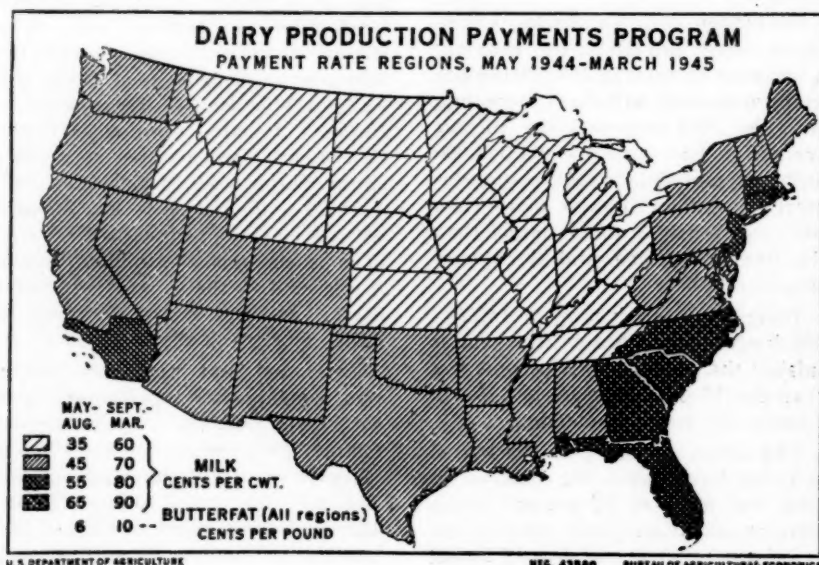 DAIRY PRODUCTION PAYMENTS PROGRAM
PAYMENT RATE REGIONS, MAY 1944-MARCH 1945
MAY- SEPT.-
AUG. MAR.
35 60
45 70
55 80
65 90
MILK
CENTS PER CWT.
6 10 -- BUTTERFAT (All regions)
CENTS PER POUND
U. S. DEPARTMENT OF AGRICULTURE NEG. BUREAU OF AGRICULTURAL ECONOMICS